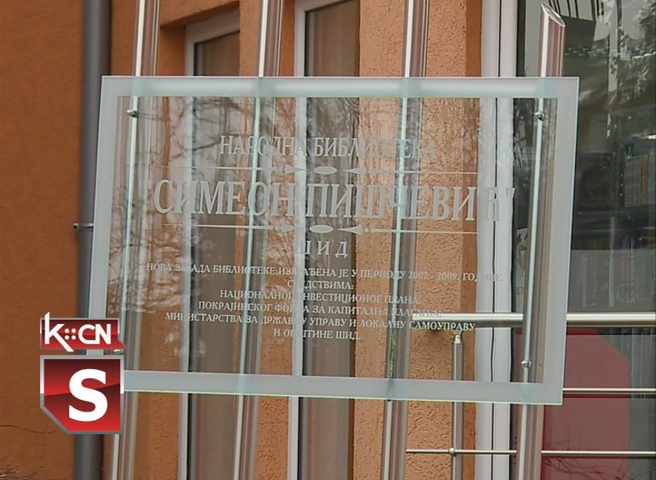 НАРОДНА БИБЛИОТЕКА
"СИМЕОН ПИШЧЕВИЋ"
ШИД
НОВА ЗГРАДА БИБЛИОТЕКЕ ИЗГРАЂЕНА ЈЕ У ПЕРИОДУ 2007 - 2009. ГОДИНЕ
СРЕДСТВИМА:
НАЦИОНАЛНОГ ИНВЕСТИЦИОНОГ ПЛАНА,
ПОКРАЈИНСКОГ ФОНДА ЗА КАПИТАЛНА УЛАГАЊА,
МИНИСТАРСТВА ЗА ДРЖАВНУ УПРАВУ И ЛОКАЛНУ САМОУПРАВУ
И ОПШТИНЕ ШИД.
K::CN
S